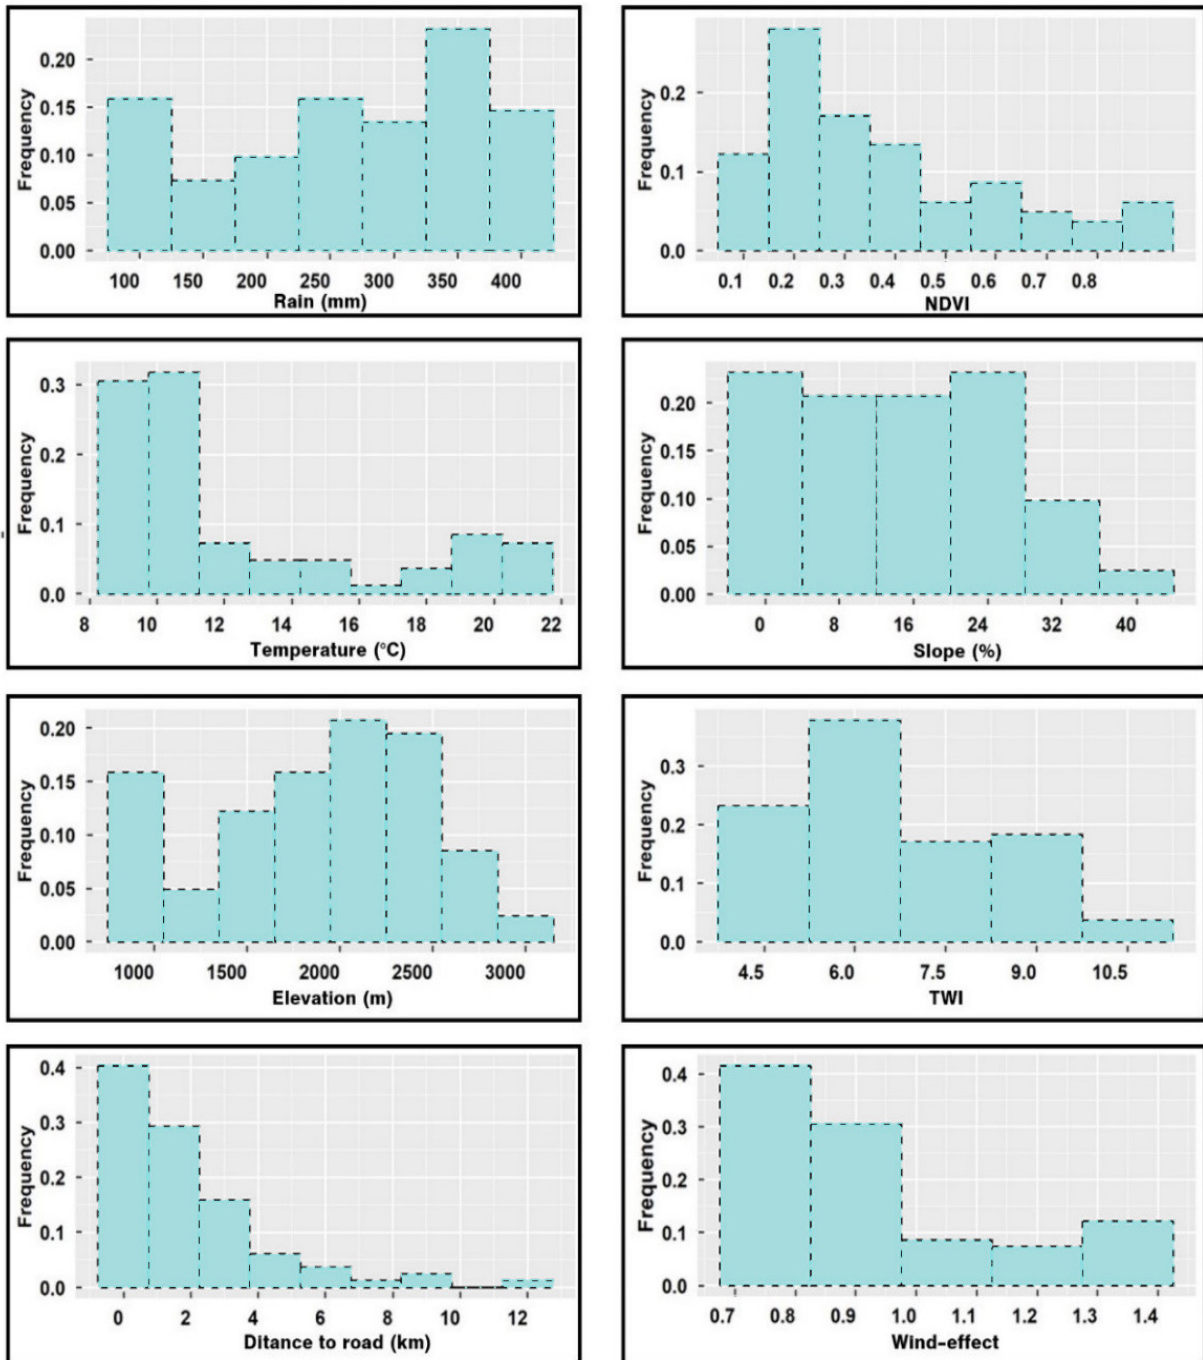 Frequency
0.20
0.15
0.10
0.05
0.00
100 150 200 250 300 350 400
Rain (mm)
Frequency
0.2
0.1
0.0
0.1 0.2 0.3 0.4 0.5 0.6 0.7 0.8
NDVI
Frequency
0.3
0.2
0.1
0.0
8 10 12 14 16 18 20 22
Temperature (°C)
Frequency
0.20
0.15
0.10
0.05
0.00
0 8 16 24 32 40
Slope (%)
Frequency
0.20
0.15
0.10
0.05
0.00
1000 1500 2000 2500 3000
Elevation (m)
Frequency
0.3
0.2
0.1
0.0
4.5 6.0 7.5 9.0 10.5
TWI
Frequency
0.4
0.3
0.2
0.1
0.0
0 2 4 6 8 10 12
Ditance to road (km)
Frequency
0.4
0.3
0.2
0.1
0.0
0.7 0.8 0.9 1.0 1.1 1.2 1.3 1.4
Wind-effect